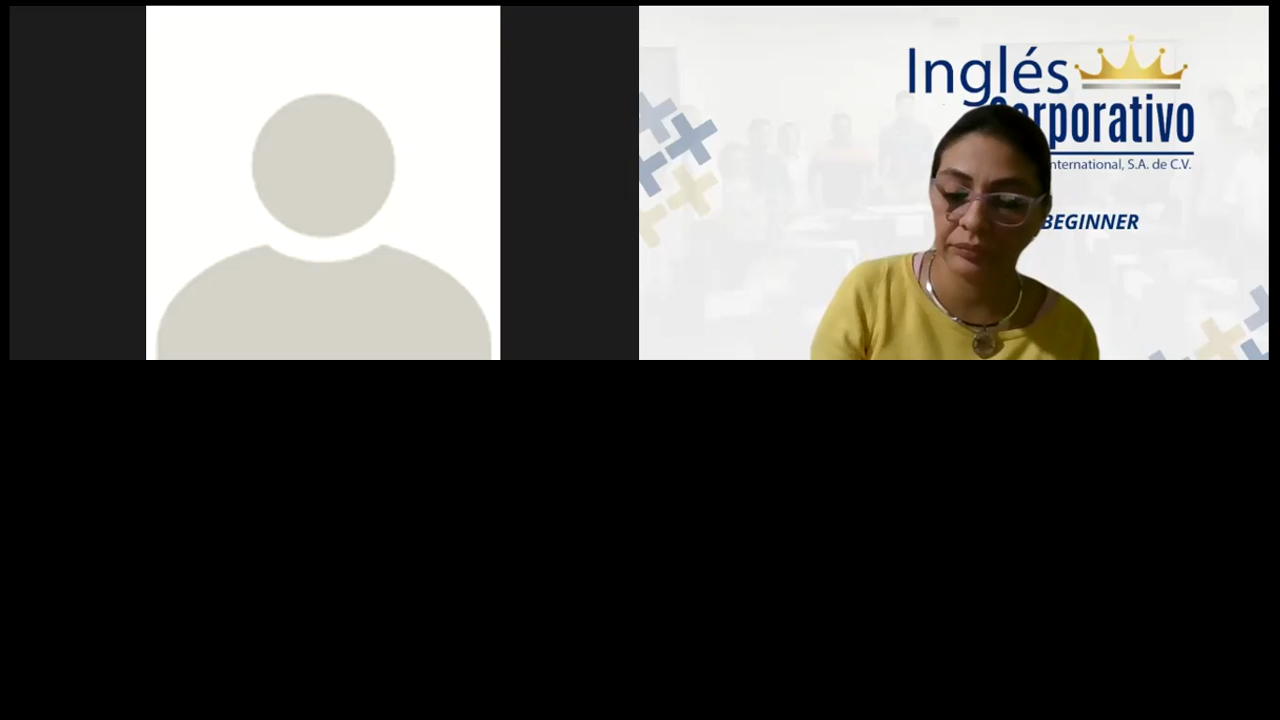 Inglés
Corporativo
International, S.A. de C.V.
BEGINNER